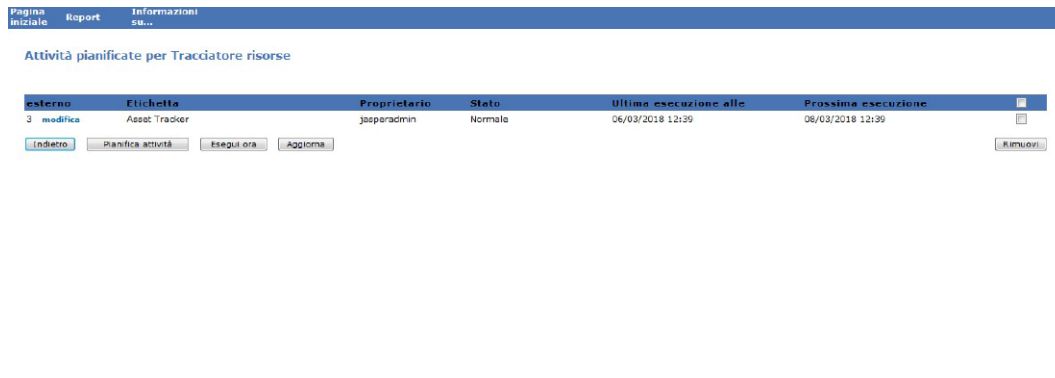 Pagina iniziale Report Informazioni su...
Attività pianificate per Tracciatore risorse
esterno Etichetta Proprietario Stato Ultima esecuzione alle Prossima esecuzione
3 modifica Asset Tracker jasperadmin Normale 06/03/2018 12:39 08/03/2018 12:39
Indietro Pianifica attività Esegui ora Aggiorna Rimuovi